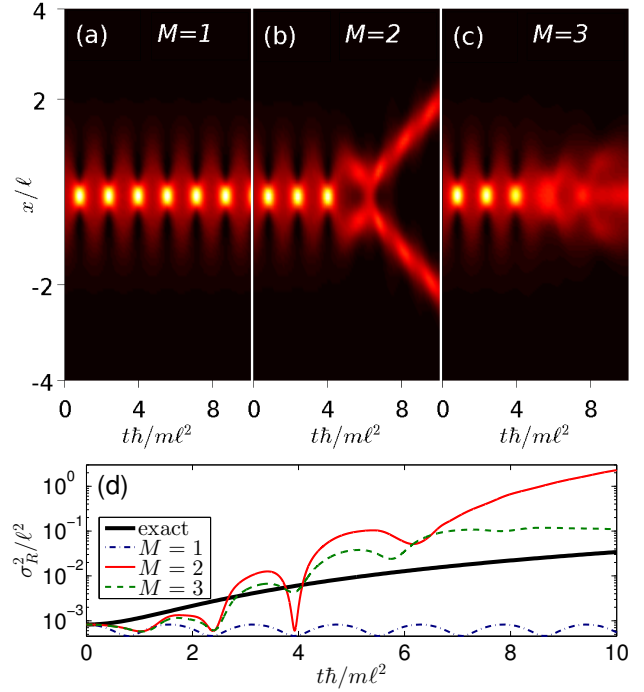 (a) M=1 (b) M=2 (c) M=3
4
2
x/ℓ
0
-2
-4
0 4 8 0 4 8 0 4 8
tħ/mℓ² tħ/mℓ² tħ/mℓ²
(d)
10⁰
10⁻¹
10⁻²
10⁻³
σ²_R/ℓ²
exact
M = 1
M = 2
M = 3
0 2 4 6 8 10
tħ/mℓ²